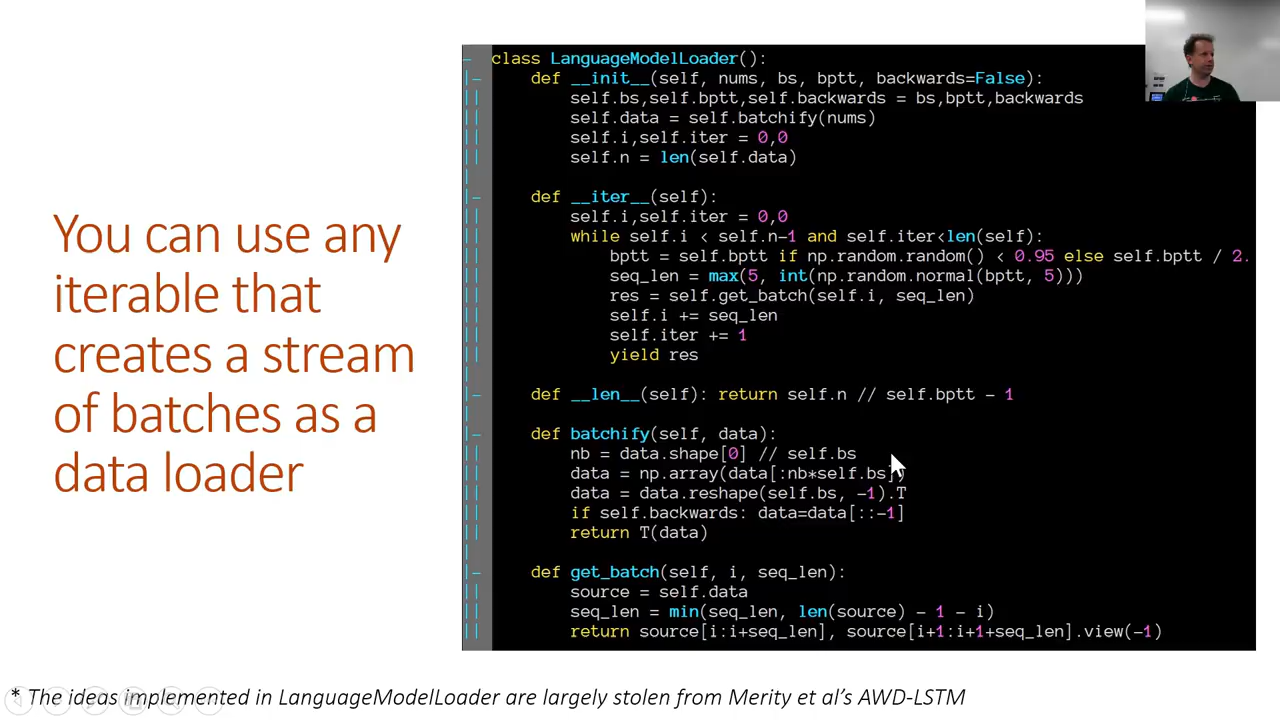 You can use any
iterable that
creates a stream
of batches as a
data loader
class LanguageModelLoader():
    def __init__(self, nums, bs, bptt, backwards=False):
        self.bs,self.bptt,self.backwards = bs,bptt,backwards
        self.data = self.batchify(nums)
        self.i,self.iter = 0,0
        self.n = len(self.data)
    def __iter__(self):
        self.i,self.iter = 0,0
        while self.i < self.n-1 and self.iter<len(self):
            bptt = self.bptt if np.random.random() < 0.95 else self.bptt / 2.
            seq_len = max(5, int(np.random.normal(bptt, 5)))
            res = self.get_batch(self.i, seq_len)
            self.i += seq_len
            self.iter += 1
            yield res
    def __len__(self): return self.n // self.bptt - 1
    def batchify(self, data):
        nb = data.shape[0] // self.bs
        data = np.array(data[:nb*self.bs])
        data = data.reshape(self.bs, -1).T
        if self.backwards: data=data[::-1]
        return T(data)
    def get_batch(self, i, seq_len):
        source = self.data
        seq_len = min(seq_len, len(source) - 1 - i)
        return source[i:i+seq_len], source[i+1:i+1+seq_len].view(-1)
* The ideas implemented in LanguageModelLoader are largely stolen from Merity et al's AWD-LSTM